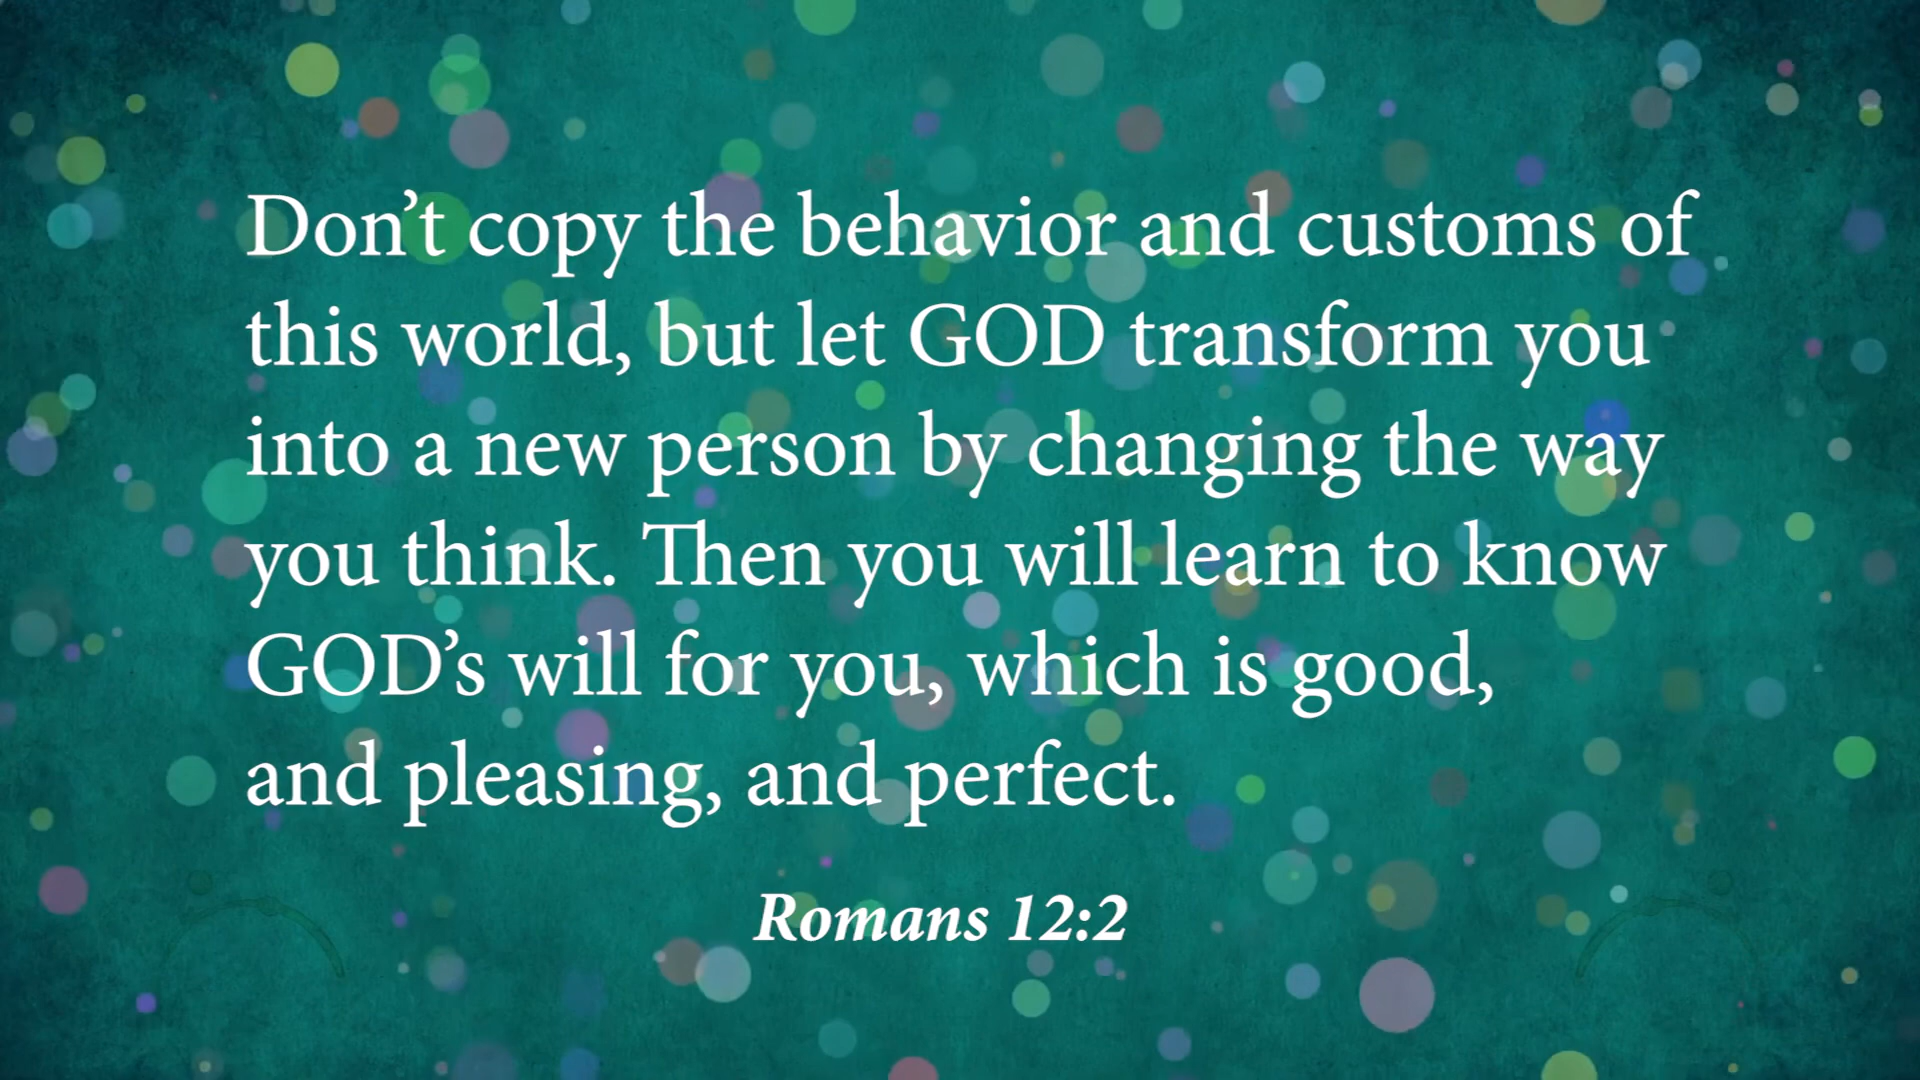 Don’t copy the behavior and customs of
this world, but let GOD transform you
into a new person by changing the way
you think. Then you will learn to know
GOD’s will for you, which is good,
and pleasing, and perfect.
Romans 12:2